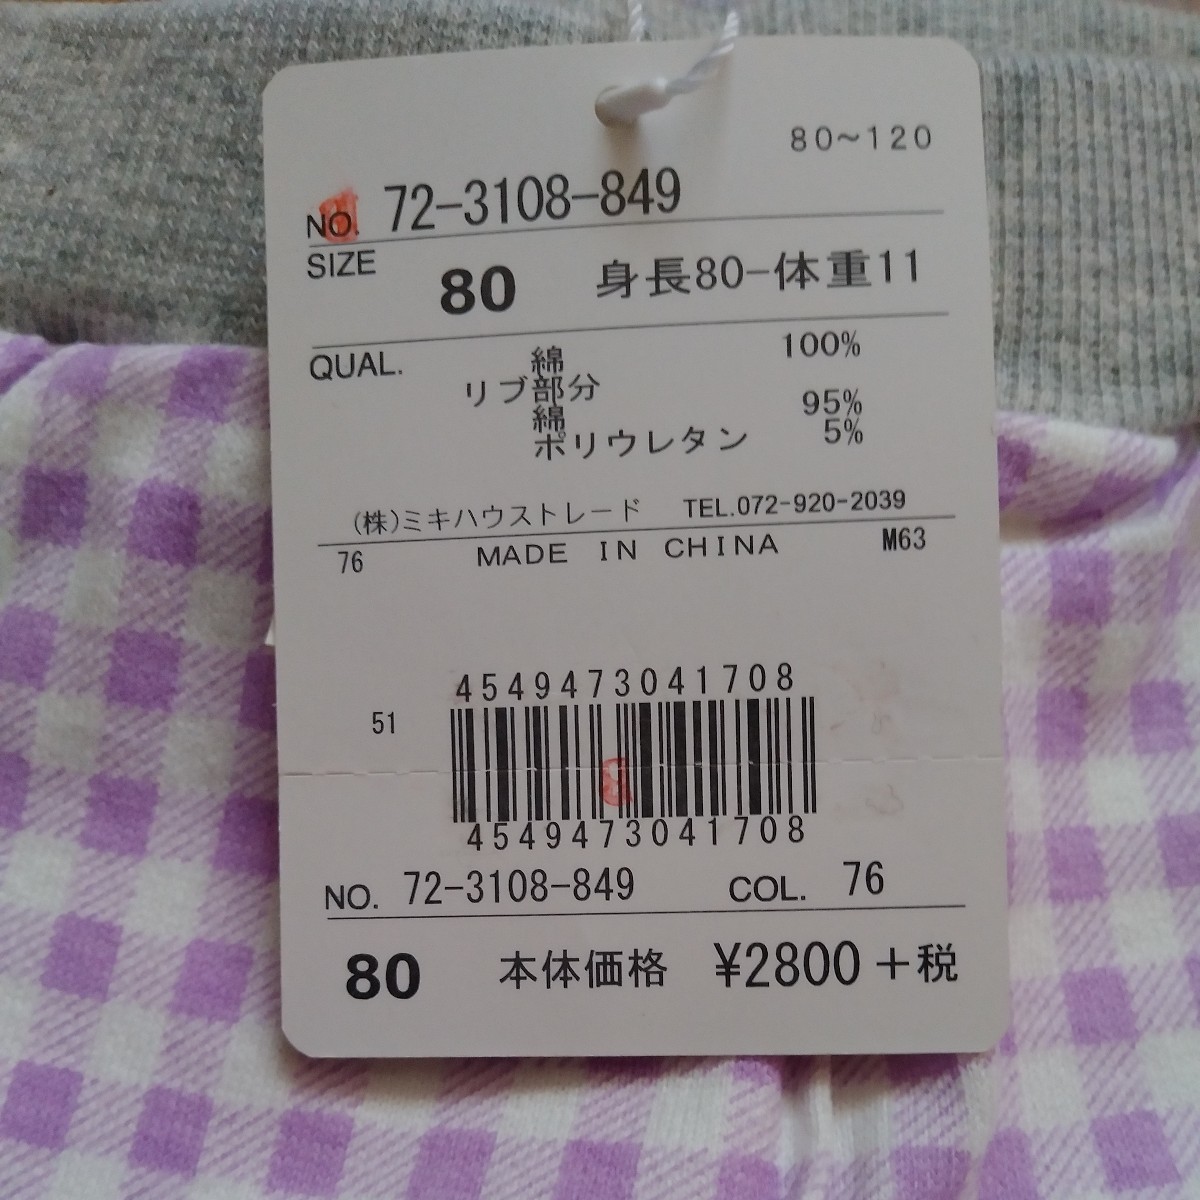 80~120
NO. 72-3108-849
SIZE 80 身長80-体重11
QUAL. 綿 100%
リブ部分
綿 95%
ポリウレタン 5%
(株)ミキハウストレード TEL.072-920-2039
76 MADE IN CHINA M63
4549473041708
51
4549473041708
NO. 72-3108-849 COL. 76
80 本体価格 ¥2800+税